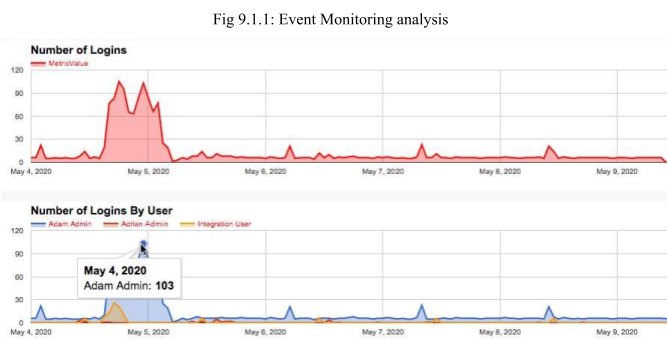 Fig 9.1.1: Event Monitoring analysis
Number of Logins
MetricValue
120
90
60
30
0
May 4, 2020 May 5, 2020 May 6, 2020 May 7, 2020 May 8, 2020 May 9, 2020
Number of Logins By User
Adam Admin Adrian Admin Integration User
120
90
60
30
0
May 4, 2020
Adam Admin: 103
May 4, 2020 May 5, 2020 May 6, 2020 May 7, 2020 May 8, 2020 May 9, 2020